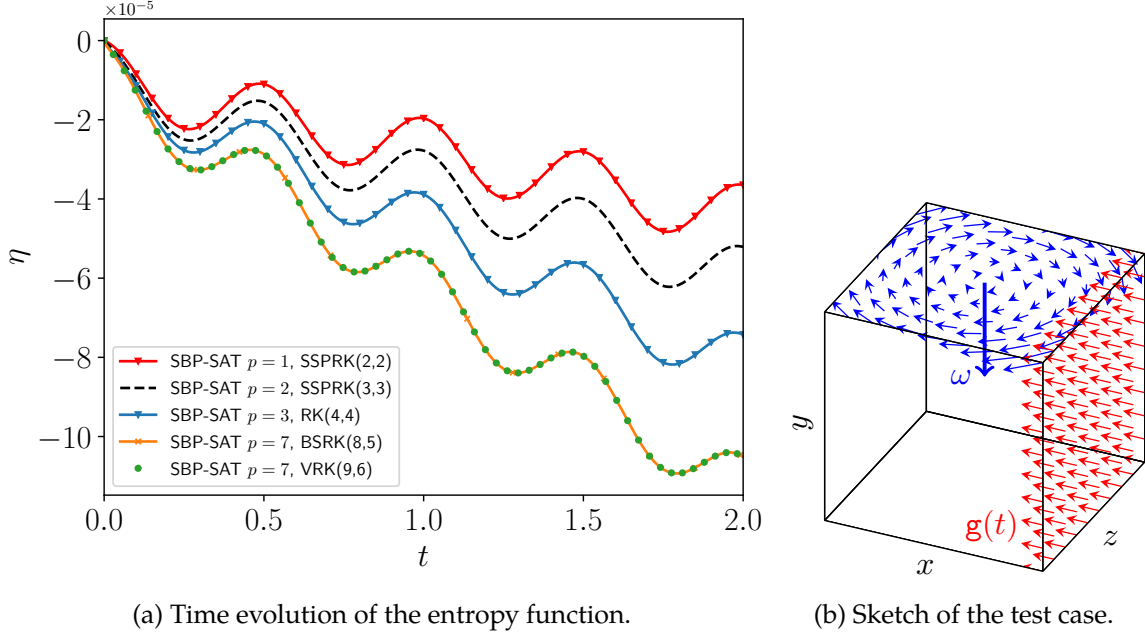 ×10⁻⁵
0
−2
−4
−6
−8
−10
η
SBP-SAT p = 1, SSPRK(2,2)
SBP-SAT p = 2, SSPRK(3,3)
SBP-SAT p = 3, RK(4,4)
SBP-SAT p = 7, BSRK(8,5)
SBP-SAT p = 7, VRK(9,6)
0.0 0.5 1.0 1.5 2.0
t
ω
y
g(t)
x
z
(a) Time evolution of the entropy function.
(b) Sketch of the test case.